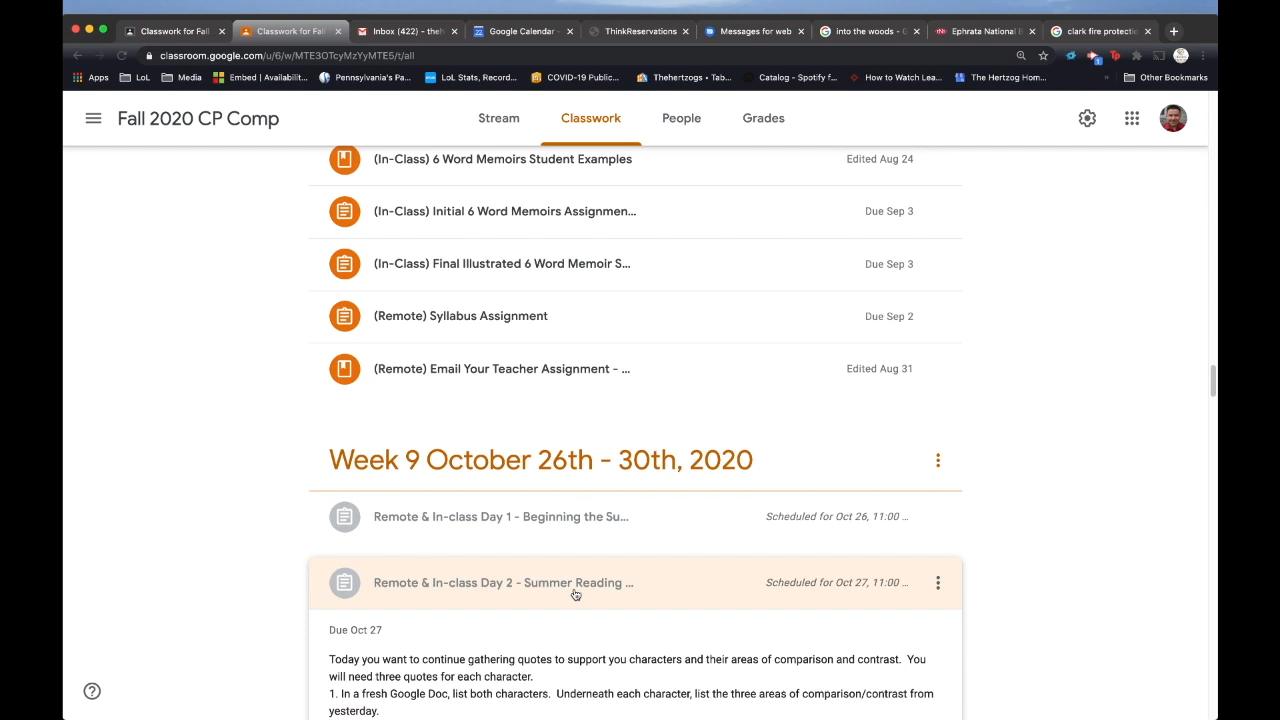 Classwork for Fall
Classwork for Fall
Inbox (422) - theh
Google Calendar -
ThinkReservations
Messages for web
into the woods - G
Ephrata National B
clark fire protecti
classroom.google.com/u/6/w/MTE3OTcyMzYyMTE5/t/all
Apps
LoL
Media
Embed | Availabilit...
Pennsylvania's Pa...
LoL Stats, Record...
COVID-19 Public...
Thehertzogs • Tab...
Catalog - Spotify f...
How to Watch Lea...
The Hertzog Hom...
»
Other Bookmarks
Fall 2020 CP Comp
Stream
Classwork
People
Grades
(In-Class) 6 Word Memoirs Student Examples
Edited Aug 24
(In-Class) Initial 6 Word Memoirs Assignmen...
Due Sep 3
(In-Class) Final Illustrated 6 Word Memoir S...
Due Sep 3
(Remote) Syllabus Assignment
Due Sep 2
(Remote) Email Your Teacher Assignment - ...
Edited Aug 31
Week 9 October 26th - 30th, 2020
Remote & In-class Day 1 - Beginning the Su...
Scheduled for Oct 26, 11:00 ...
Remote & In-class Day 2 - Summer Reading ...
Scheduled for Oct 27, 11:00 ...
Due Oct 27
Today you want to continue gathering quotes to support you characters and their areas of comparison and contrast. You
will need three quotes for each character.
1. In a fresh Google Doc, list both characters. Underneath each character, list the three areas of comparison/contrast from
yesterday.